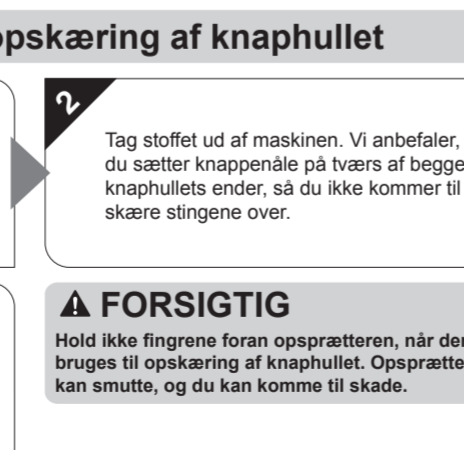 opskæring af knaphullet
2
Tag stoffet ud af maskinen. Vi anbefaler,
du sætter knappenåle på tværs af begge
knaphullets ender, så du ikke kommer til
skære stingene over.
FORSIGTIG
Hold ikke fingrene foran opsprætteren, når den
bruges til opskæring af knaphullet. Opsprætte
kan smutte, og du kan komme til skade.